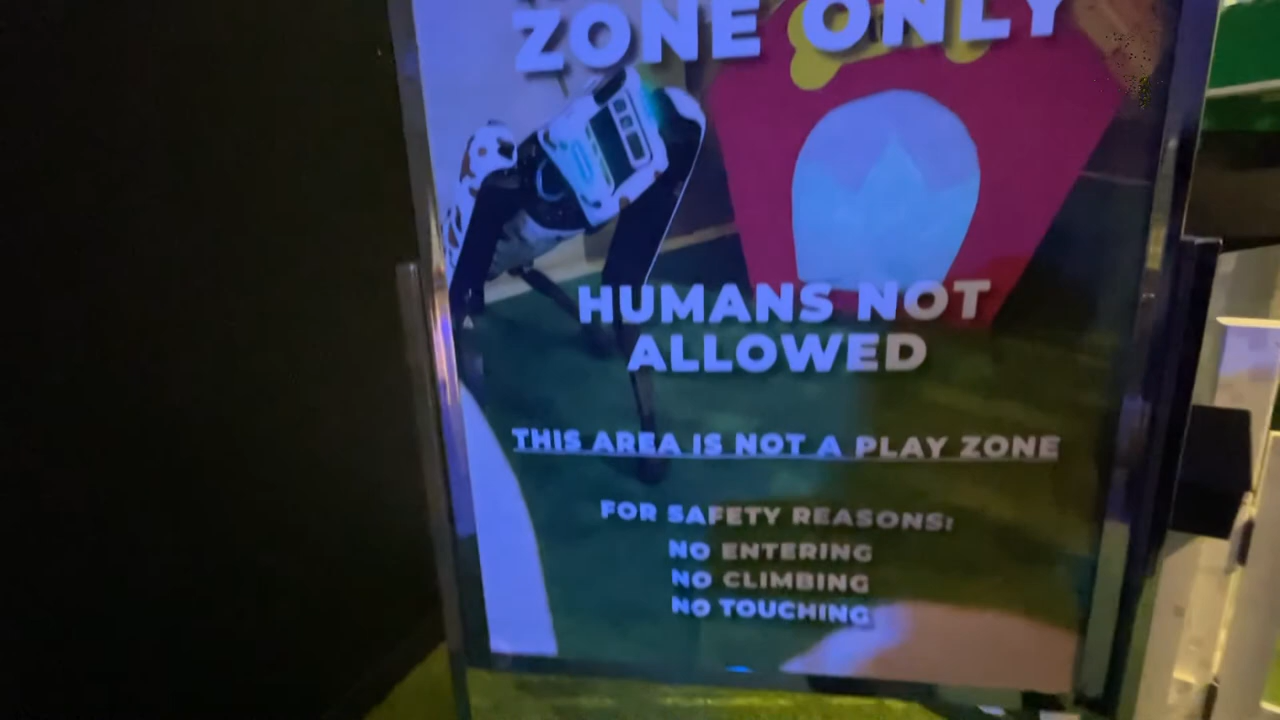 ZONE ONLY
HUMANS NOT
ALLOWED
THIS AREA IS NOT A PLAY ZONE
FOR SAFETY REASONS:
NO ENTERING
NO CLIMBING
NO TOUCHING